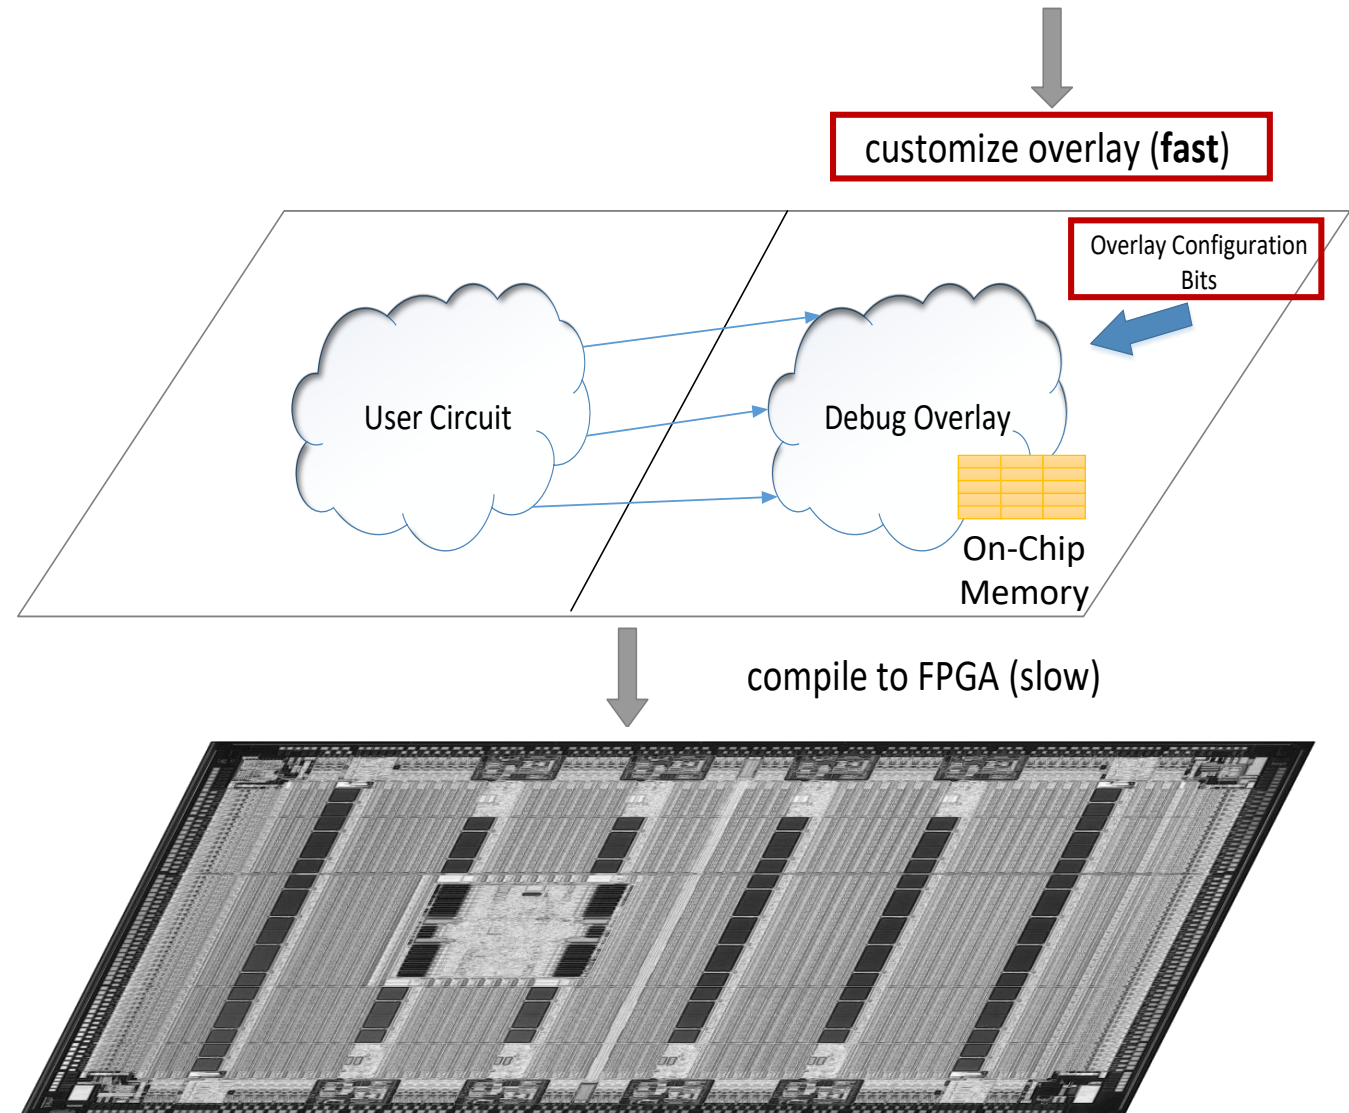 customize overlay (fast)
Overlay Configuration
Bits
User Circuit
Debug Overlay
On-Chip
Memory
compile to FPGA (slow)